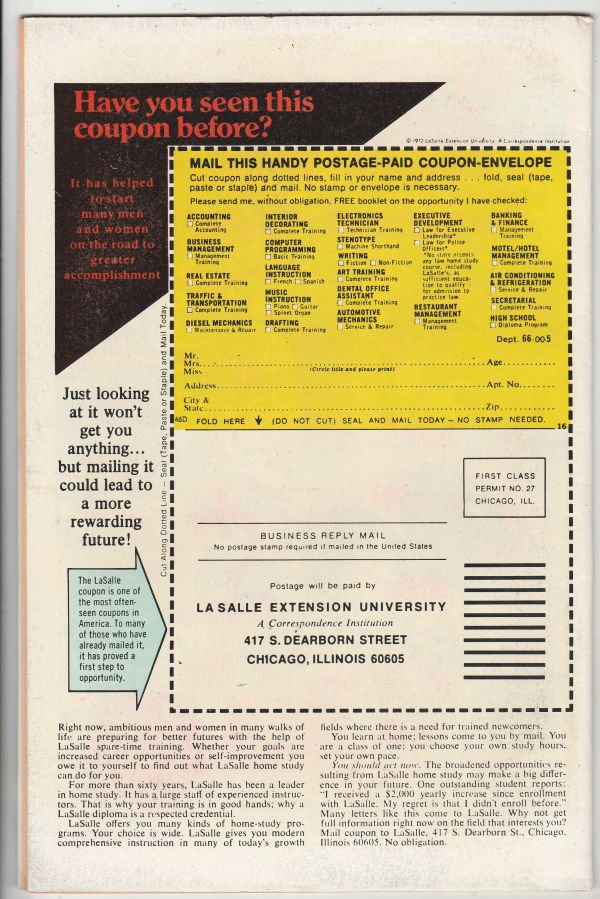 Have you seen this
coupon before?
© 1972 LaSalle Extension University, A Correspondence Institution
It has helped
to start
many men
and women
on the road to
greater
accomplishment
MAIL THIS HANDY POSTAGE-PAID COUPON-ENVELOPE
Cut coupon along dotted lines, fill in your name and address . . . fold, seal (tape,
paste or staple) and mail. No stamp or envelope is necessary.
Please send me, without obligation, FREE booklet on the opportunity I have checked:
ACCOUNTING
☐ Complete
Accounting
BUSINESS
MANAGEMENT
☐ Management
Training
REAL ESTATE
☐ Complete Training
TRAFFIC &
TRANSPORTATION
☐ Complete Training
DIESEL MECHANICS
☐ Maintenance & Repair
INTERIOR
DECORATING
☐ Complete Training
COMPUTER
PROGRAMMING
☐ Basic Training
LANGUAGE
INSTRUCTION
☐ French ☐ Spanish
MUSIC
INSTRUCTION
☐ Piano ☐ Guitar
☐ Spinet Organ
DRAFTING
☐ Complete Training
ELECTRONICS
TECHNICIAN
☐ Technician Training
STENOTYPE
☐ Machine Shorthand
WRITING
☐ Fiction ☐ Non-Fiction
ART TRAINING
☐ Complete Training
DENTAL OFFICE
ASSISTANT
☐ Complete Training
AUTOMOTIVE
MECHANICS
☐ Service & Repair
EXECUTIVE
DEVELOPMENT
☐ Law for Executive
Leadership*
☐ Law for Police
Officers*
*No state accepts
any law home study
course, including
LaSalle's, as
sufficient educa-
tion to qualify
for admission to
practice law.
RESTAURANT
MANAGEMENT
☐ Management
Training
BANKING
& FINANCE
☐ Management
Training
MOTEL/HOTEL
MANAGEMENT
☐ Complete Training
AIR CONDITIONING
& REFRIGERATION
☐ Service & Repair
SECRETARIAL
☐ Complete Training
HIGH SCHOOL
☐ Diploma Program
Dept. 66-005
Mr.
Mrs. Age
Miss (Circle title and please print)
Address Apt. No.
City &
State Zip
46D FOLD HERE (DO NOT CUT) SEAL AND MAIL TODAY – NO STAMP NEEDED. 16
Cut Along Dotted Line — Seal (Tape, Paste or Staple) and Mail Today
Just looking
at it won't
get you
anything...
but mailing it
could lead to
a more
rewarding
future!
The LaSalle
coupon is one of
the most often-
seen coupons in
America. To many
of those who have
already mailed it,
it has proved a
first step to
opportunity.
FIRST CLASS
PERMIT NO. 27
CHICAGO, ILL.
BUSINESS REPLY MAIL
No postage stamp required if mailed in the United States
Postage will be paid by
LA SALLE EXTENSION UNIVERSITY
A Correspondence Institution
417 S. DEARBORN STREET
CHICAGO, ILLINOIS 60605
Right now, ambitious men and women in many walks of
life are preparing for better futures with the help of
LaSalle spare-time training. Whether your goals are
increased career opportunities or self-improvement you
owe it to yourself to find out what LaSalle home study
can do for you.
For more than sixty years, LaSalle has been a leader
in home study. It has a large staff of experienced instruc-
tors. That is why your training is in good hands; why a
LaSalle diploma is a respected credential.
LaSalle offers you many kinds of home-study pro-
grams. Your choice is wide. LaSalle gives you modern
comprehensive instruction in many of today's growth
fields where there is a need for trained newcomers.
You learn at home; lessons come to you by mail. You
are a class of one; you choose your own study hours,
set your own pace.
You should act now. The broadened opportunities re-
sulting from LaSalle home study may make a big differ-
ence in your future. One outstanding student reports:
"I received a $2,000 yearly increase since enrollment
with LaSalle. My regret is that I didn't enroll before."
Many letters like this come to LaSalle. Why not get
full information right now on the field that interests you?
Mail coupon to LaSalle, 417 S. Dearborn St., Chicago,
Illinois 60605. No obligation.